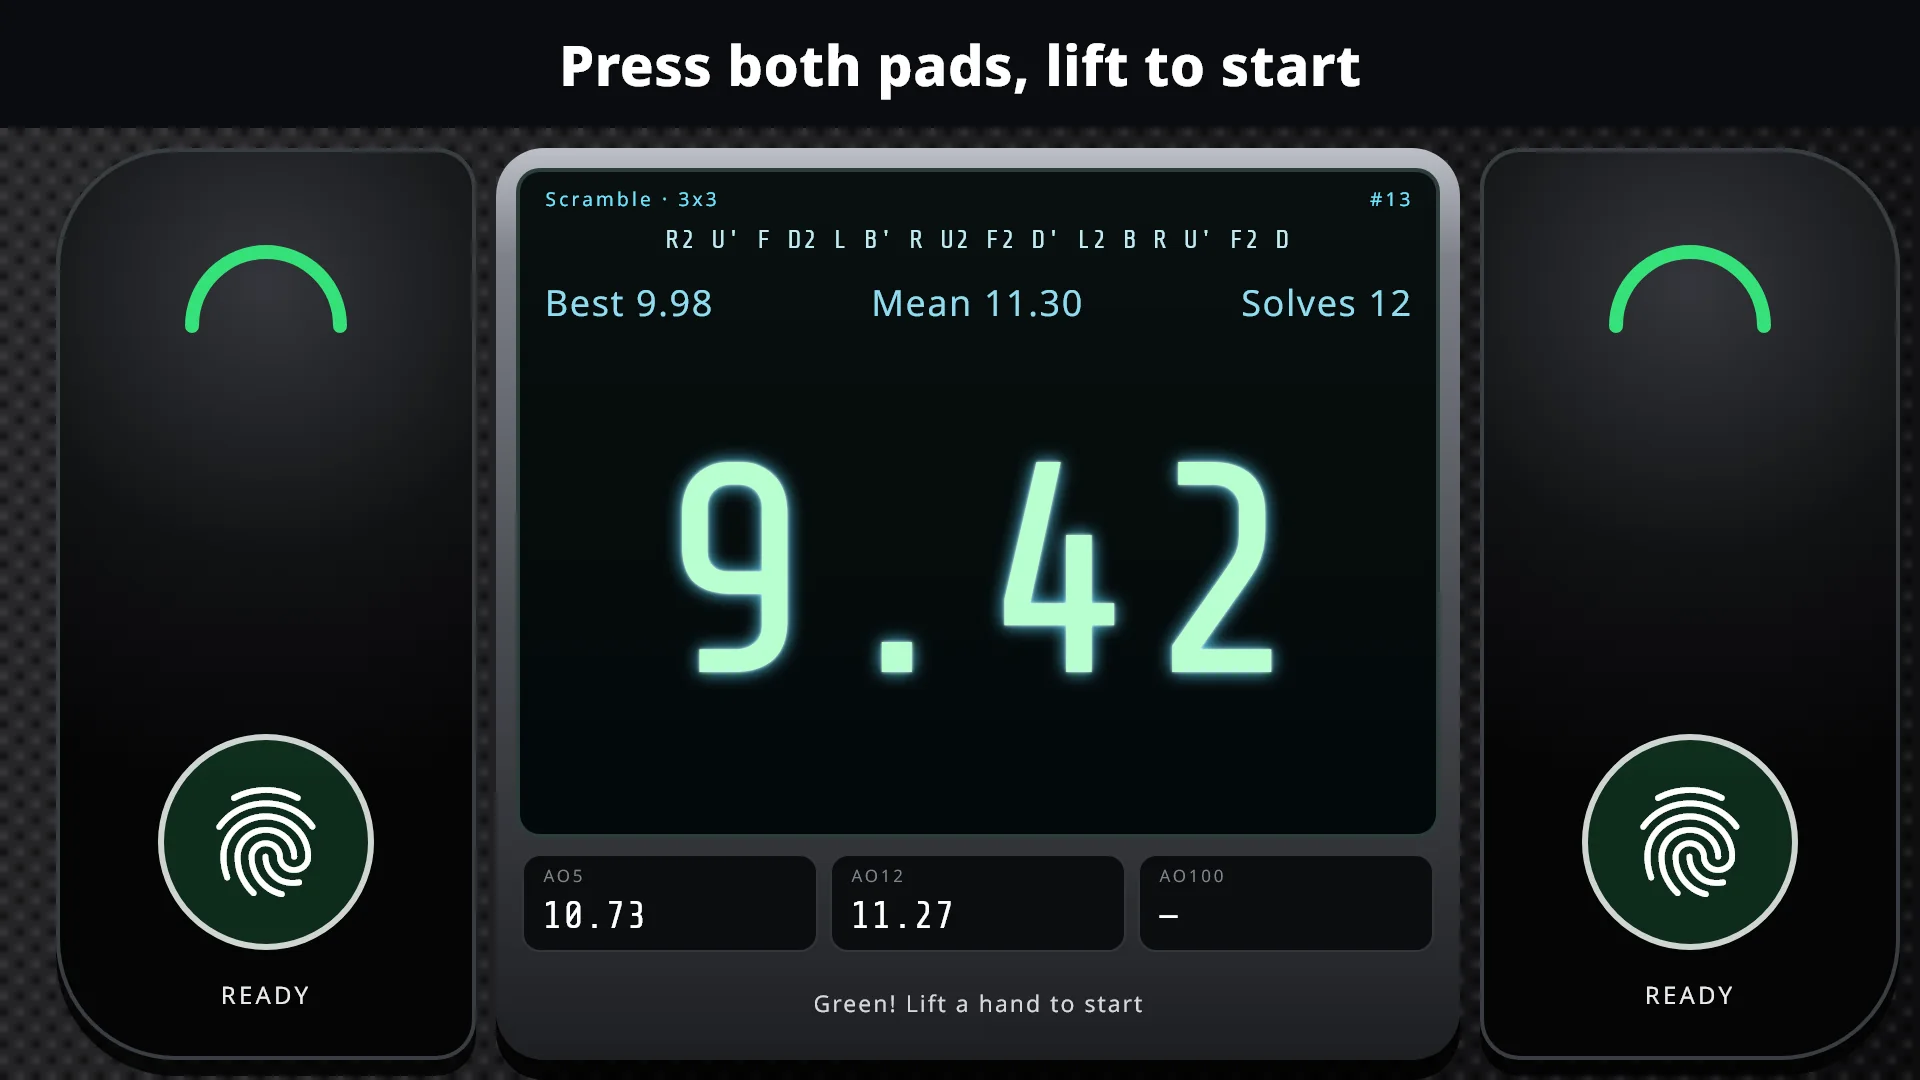 Press both pads, lift to start
Scramble · 3x3 #13
R2 U' F D2 L B' R U2 F2 D' L2 B R U' F2 D
Best 9.98 Mean 11.30 Solves 12
9.42
AO5 AO12 AO100
10.73 11.27 –
READY Green! Lift a hand to start READY